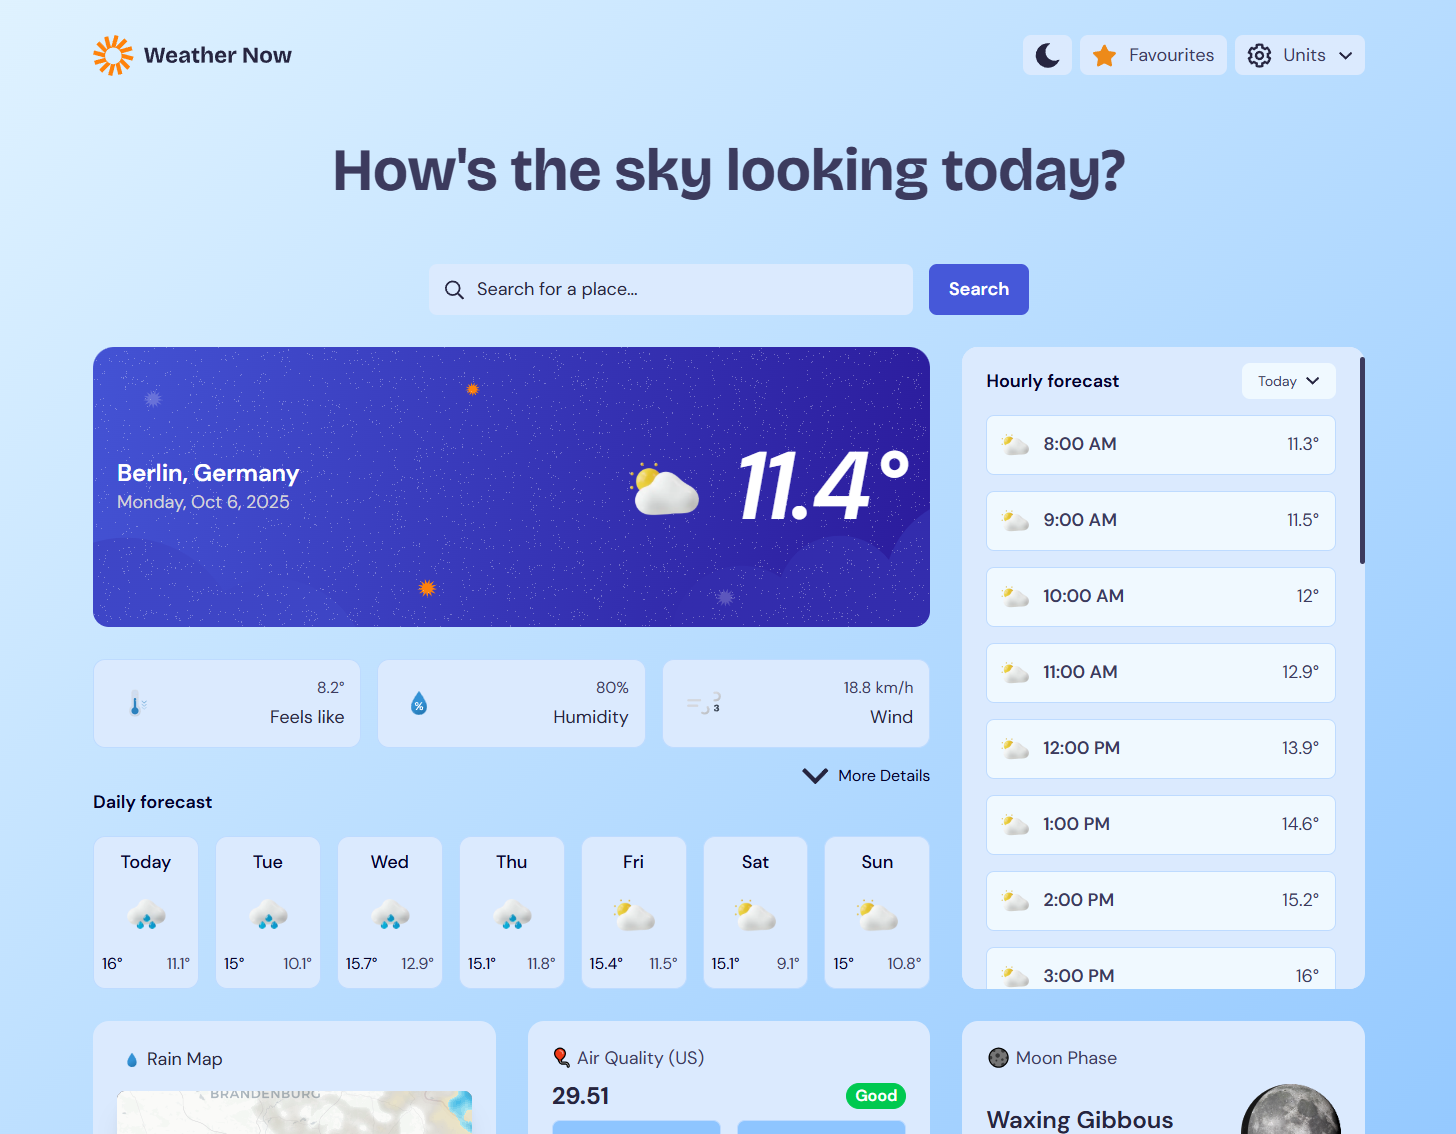 Weather Now
Favourites
Units
How's the sky looking today?
Search for a place...
Search
Berlin, Germany
Monday, Oct 6, 2025
11.4°
8.2°
Feels like
%
80%
Humidity
3
18.8 km/h
Wind
More Details
Daily forecast
Today
16° 11.1°
Tue
15° 10.1°
Wed
15.7° 12.9°
Thu
15.1° 11.8°
Fri
15.4° 11.5°
Sat
15.1° 9.1°
Sun
15° 10.8°
Hourly forecast
Today
8:00 AM 11.3°
9:00 AM 11.5°
10:00 AM 12°
11:00 AM 12.9°
12:00 PM 13.9°
1:00 PM 14.6°
2:00 PM 15.2°
3:00 PM 16°
Rain Map
BRANDENBURG
Air Quality (US)
29.51
Good
Moon Phase
Waxing Gibbous